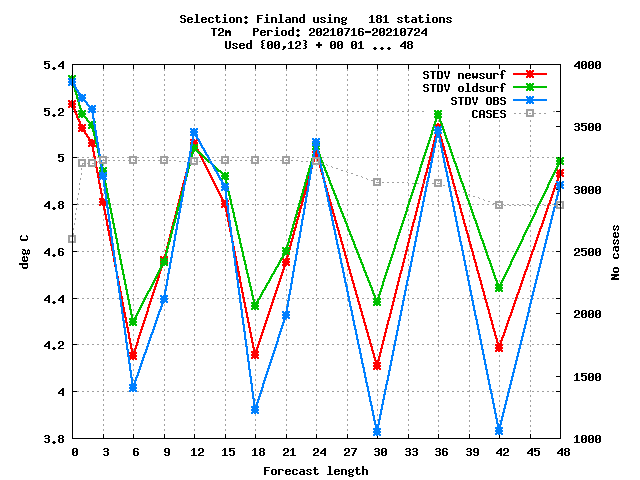 Selection: Finland using   181 stations
T2m   Period: 20210716-20210724
Used {00,12} + 00 01 ... 48
STDV newsurf
STDV oldsurf
STDV OBS
CASES
5.4
5.2
5
4.8
4.6
4.4
4.2
4
3.8
deg C
4000
3500
3000
2500
2000
1500
1000
No cases
0 3 6 9 12 15 18 21 24 27 30 33 36 39 42 45 48
Forecast length